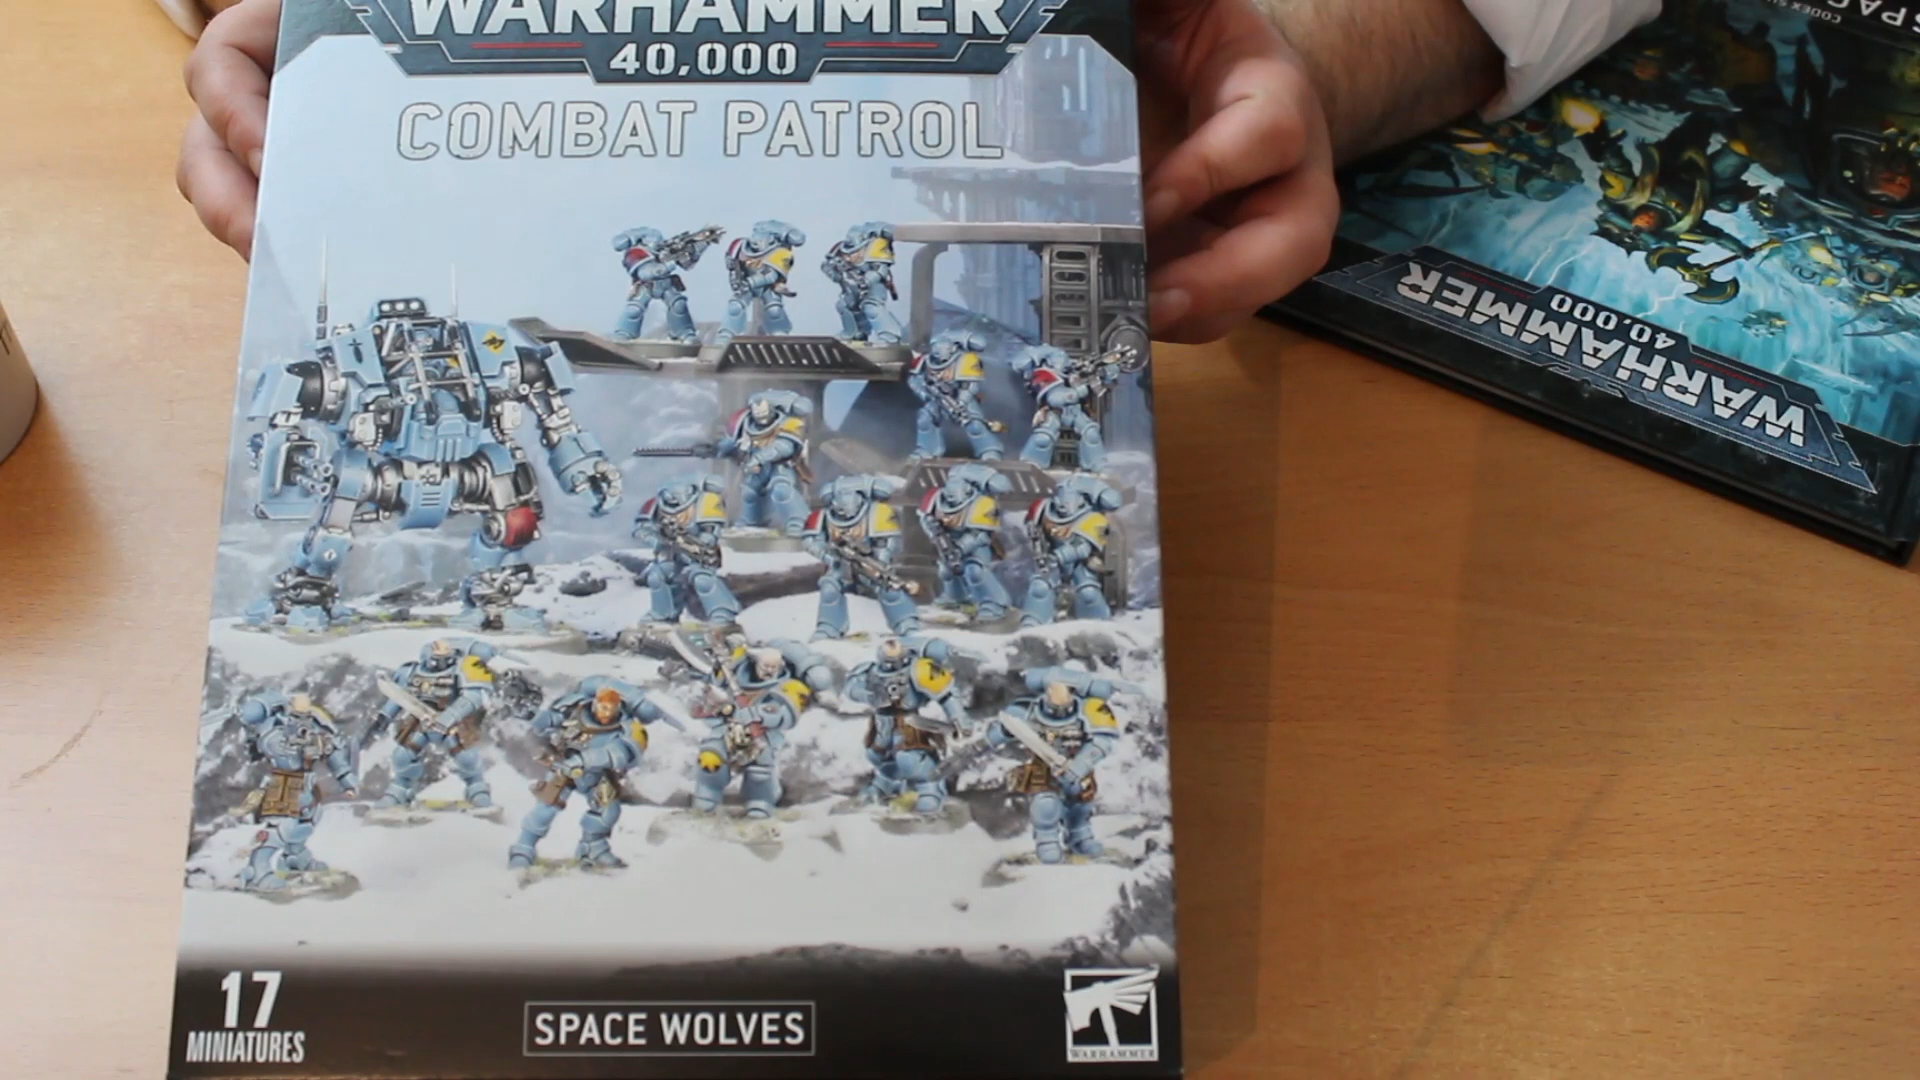 WARHAMMER
40,000
COMBAT PATROL
17
MINIATURES
SPACE WOLVES
WARHAMMER
WARHAMMER
40,000